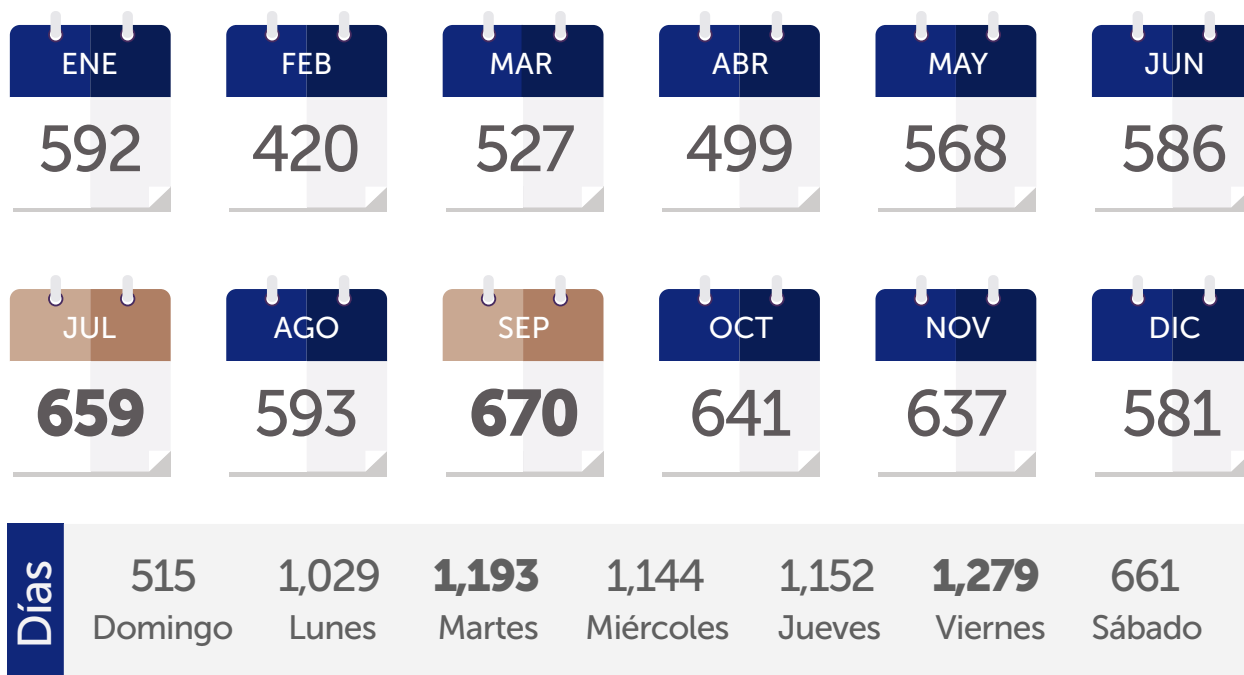 ENE FEB MAR ABR MAY JUN
592 420 527 499 568 586
JUL AGO SEP OCT NOV DIC
659 593 670 641 637 581
Días
515 1,029 1,193 1,144 1,152 1,279 661
Domingo Lunes Martes Miércoles Jueves Viernes Sábado